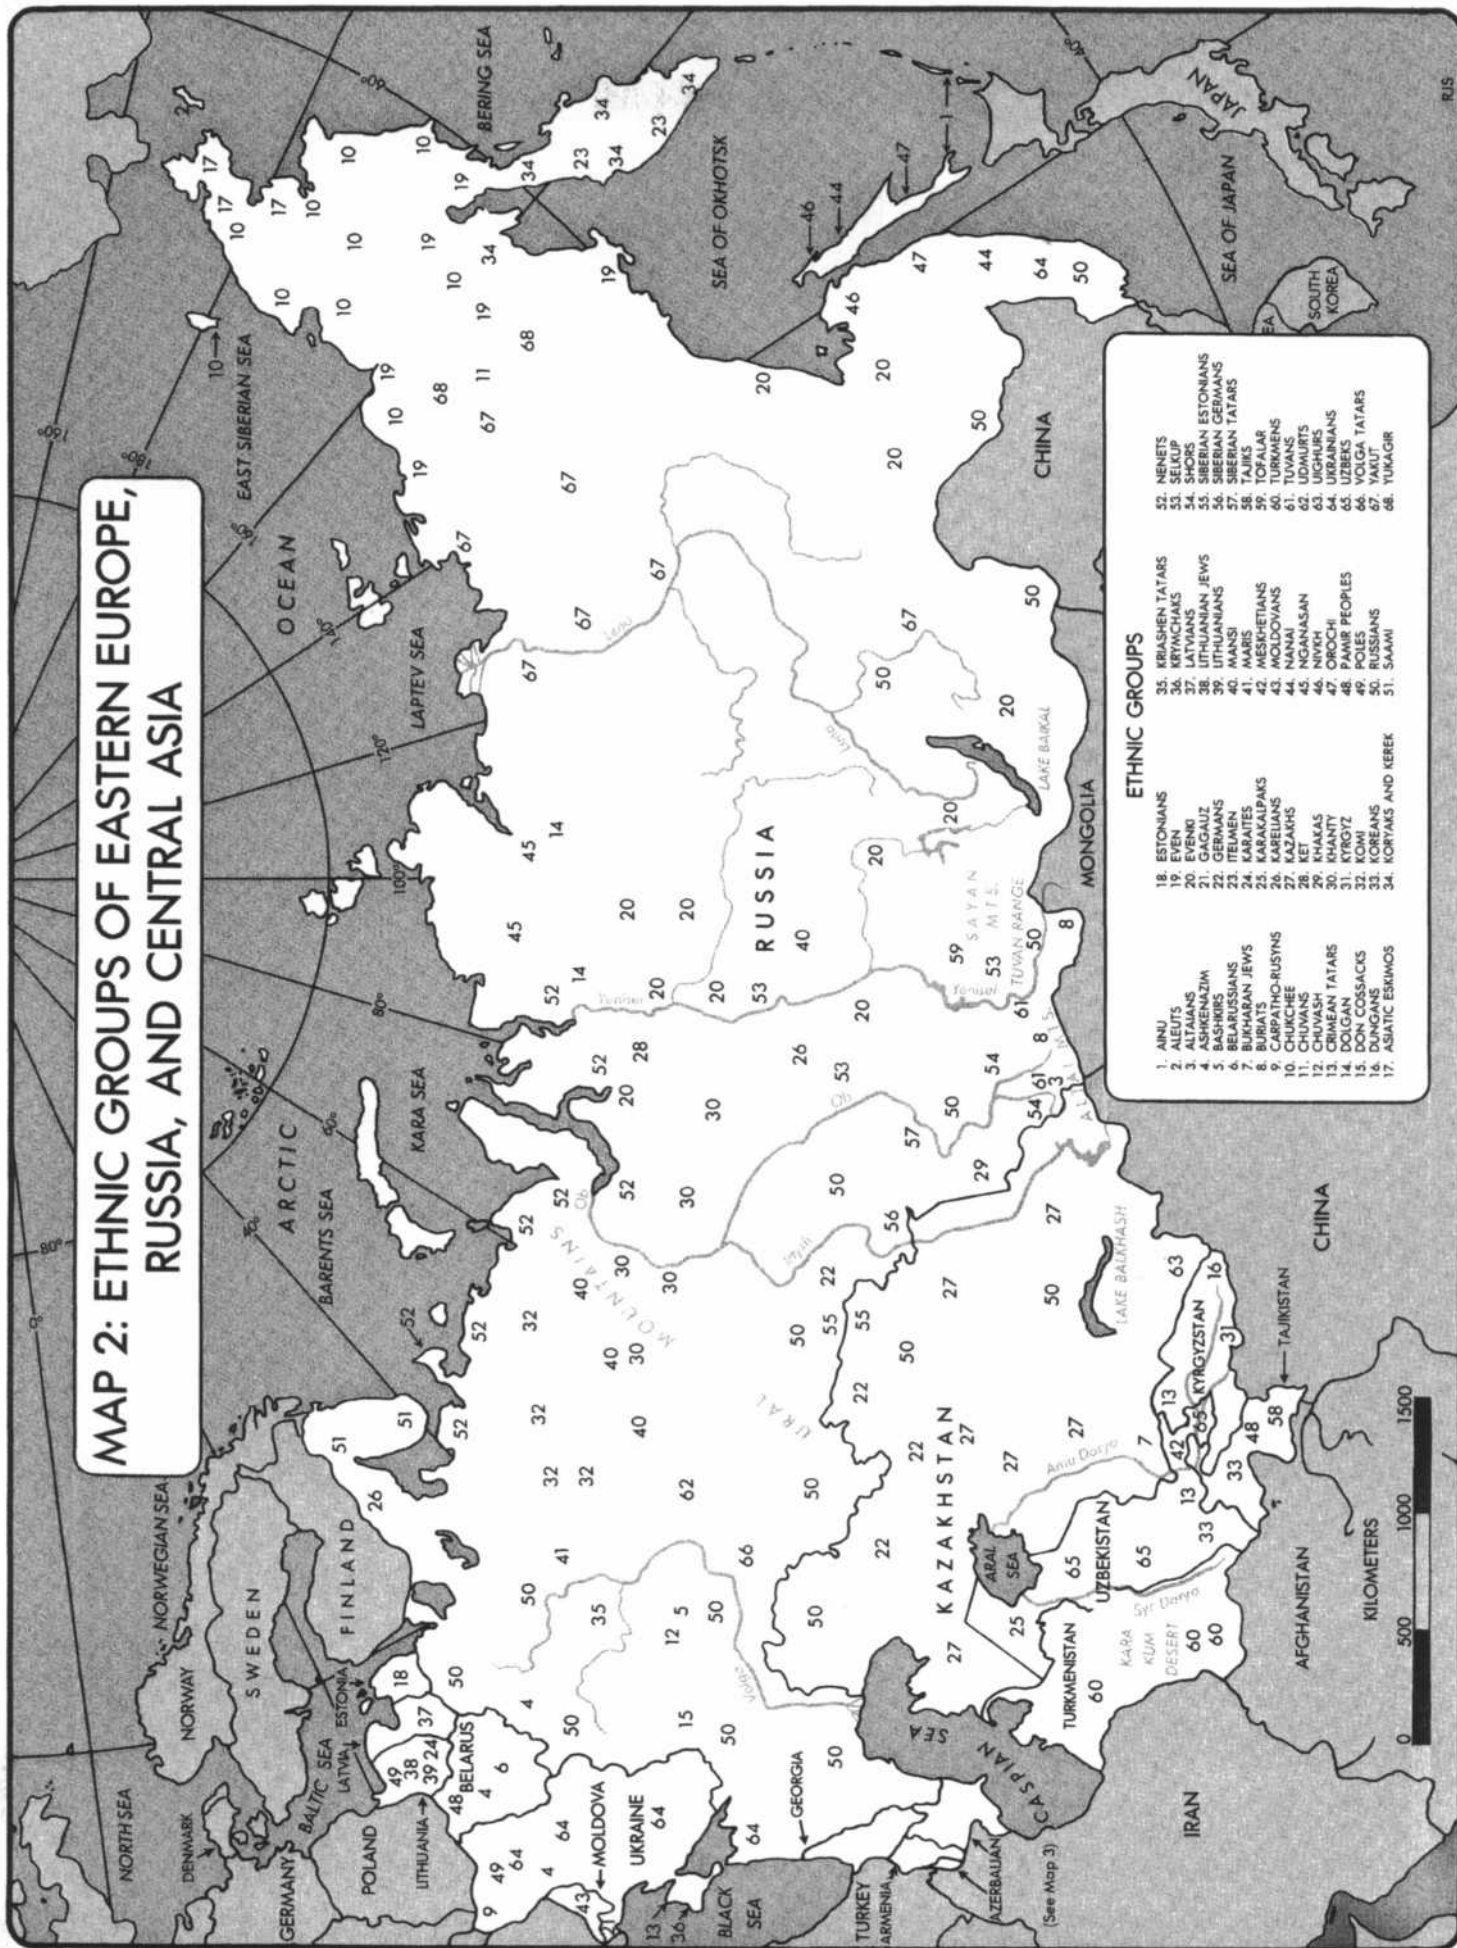 MAP 2: ETHNIC GROUPS OF EASTERN EUROPE,
RUSSIA, AND CENTRAL ASIA
NORTH SEA
NORWEGIAN SEA
DENMARK
NORWAY
SWEDEN
FINLAND
GERMANY
BALTIC SEA
LATVIA
ESTONIA
POLAND
LITHUANIA
BELARUS
MOLDOVA
UKRAINE
BLACK
SEA
TURKEY
ARMENIA
GEORGIA
AZERBAIJAN
(See Map 3)
CASPIAN
SEA
IRAN
ARCTIC
OCEAN
BARENTS SEA
KARA SEA
LAPTEV SEA
EAST SIBERIAN SEA
BERING SEA
SEA OF OKHOTSK
SEA OF JAPAN
JAPAN
SOUTH
KOREA
EA
CHINA
MONGOLIA
CHINA
RUSSIA
URAL
MOUNTAINS
Volga
Ob
Ob
Irtysh
Lena
Lena
SAYAN
MTS.
TUVAN RANGE
ALTAI MTS.
LAKE BAIKAL
LAKE BALKHASH
KAZAKHSTAN
ARAL
SEA
UZBEKISTAN
TURKMENISTAN
KARA
KUM
DESERT
Syr Darya
Amu Darya
KYRGYZSTAN
TAJIKISTAN
AFGHANISTAN
KILOMETERS
0
500
1000
1500
ETHNIC GROUPS
1. AINU
2. ALEUTS
3. ALTAIANS
4. ASHKENAZIM
5. BASHKIRS
6. BELARUSSIANS
7. BUKHARAN JEWS
8. BURIATS
9. CARPATHO-RUSYNS
10. CHUKCHEE
11. CHUVANS
12. CHUVASH
13. CRIMEAN TATARS
14. DOLGAN
15. DON COSSACKS
16. DUNGANS
17. ASIATIC ESKIMOS
18. ESTONIANS
19. EVEN
20. EVENKI
21. GAGAUZ
22. GERMANS
23. ITELMEN
24. KARAITES
25. KARAKALPAKS
26. KARELIANS
27. KAZAKHS
28. KET
29. KHAKAS
30. KHANTY
31. KYRGYZ
32. KOMI
33. KOREANS
34. KORYAKS AND KEREK
35. KRIASHEN TATARS
36. KRYMCHAKS
37. LATVIANS
38. LITHUANIAN JEWS
39. LITHUANIANS
40. MANSI
41. MARIS
42. MESKHETIANS
43. MOLDOVANS
44. NANAI
45. NGANASAN
46. NIVKH
47. OROCHI
48. PAMIR PEOPLES
49. POLES
50. RUSSIANS
51. SAAMI
52. NENETS
53. SELKUP
54. SHORS
55. SIBERIAN ESTONIANS
56. SIBERIAN GERMANS
57. SIBERIAN TATARS
58. TAJIKS
59. TOFALAR
60. TURKMENS
61. TUVANS
62. UDMURTS
63. UIGHURS
64. UKRAINIANS
65. UZBEKS
66. VOLGA TATARS
67. YAKUT
68. YUKAGIR
RJS